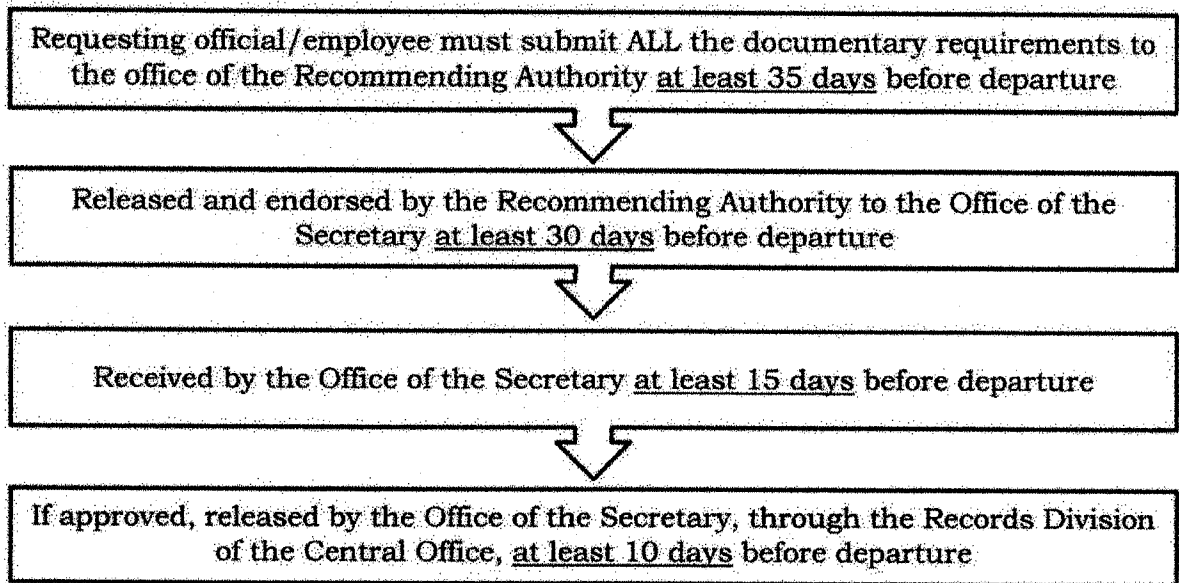 Requesting official/employee must submit ALL the documentary requirements to
the office of the Recommending Authority at least 35 days before departure
Released and endorsed by the Recommending Authority to the Office of the
Secretary at least 30 days before departure
Received by the Office of the Secretary at least 15 days before departure
If approved, released by the Office of the Secretary, through the Records Division
of the Central Office, at least 10 days before departure